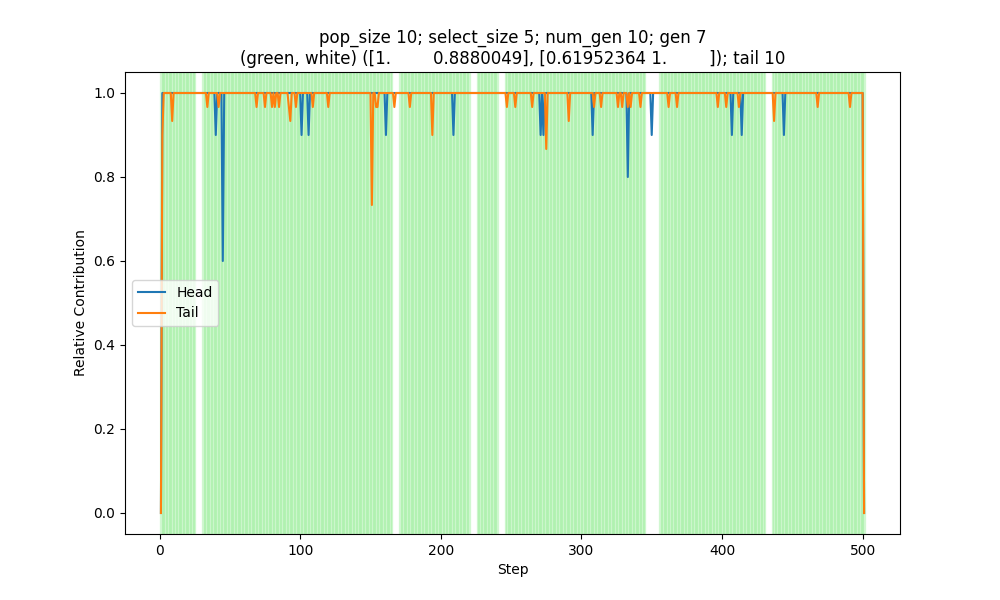 pop_size 10; select_size 5; num_gen 10; gen 7
(green, white) ([1.         0.8880049], [0.61952364 1.         ]); tail 10
Relative Contribution
1.0
0.8
0.6
0.4
0.2
0.0
Head
Tail
0
100
200
300
400
500
Step